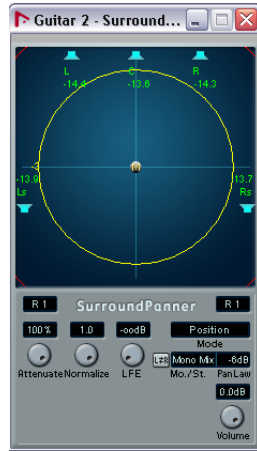 Guitar 2 - Surround...
L C R
-14.4 -13.6 -14.3
-3
-13.9 13.7
Ls Rs
R 1 SurroundPanner R 1
100% 1.0 -oodB Position
Mode
L≠R Mono Mix -6dB
Attenuate Normalize LFE Mo./St. PanLaw
0.0dB
Volume